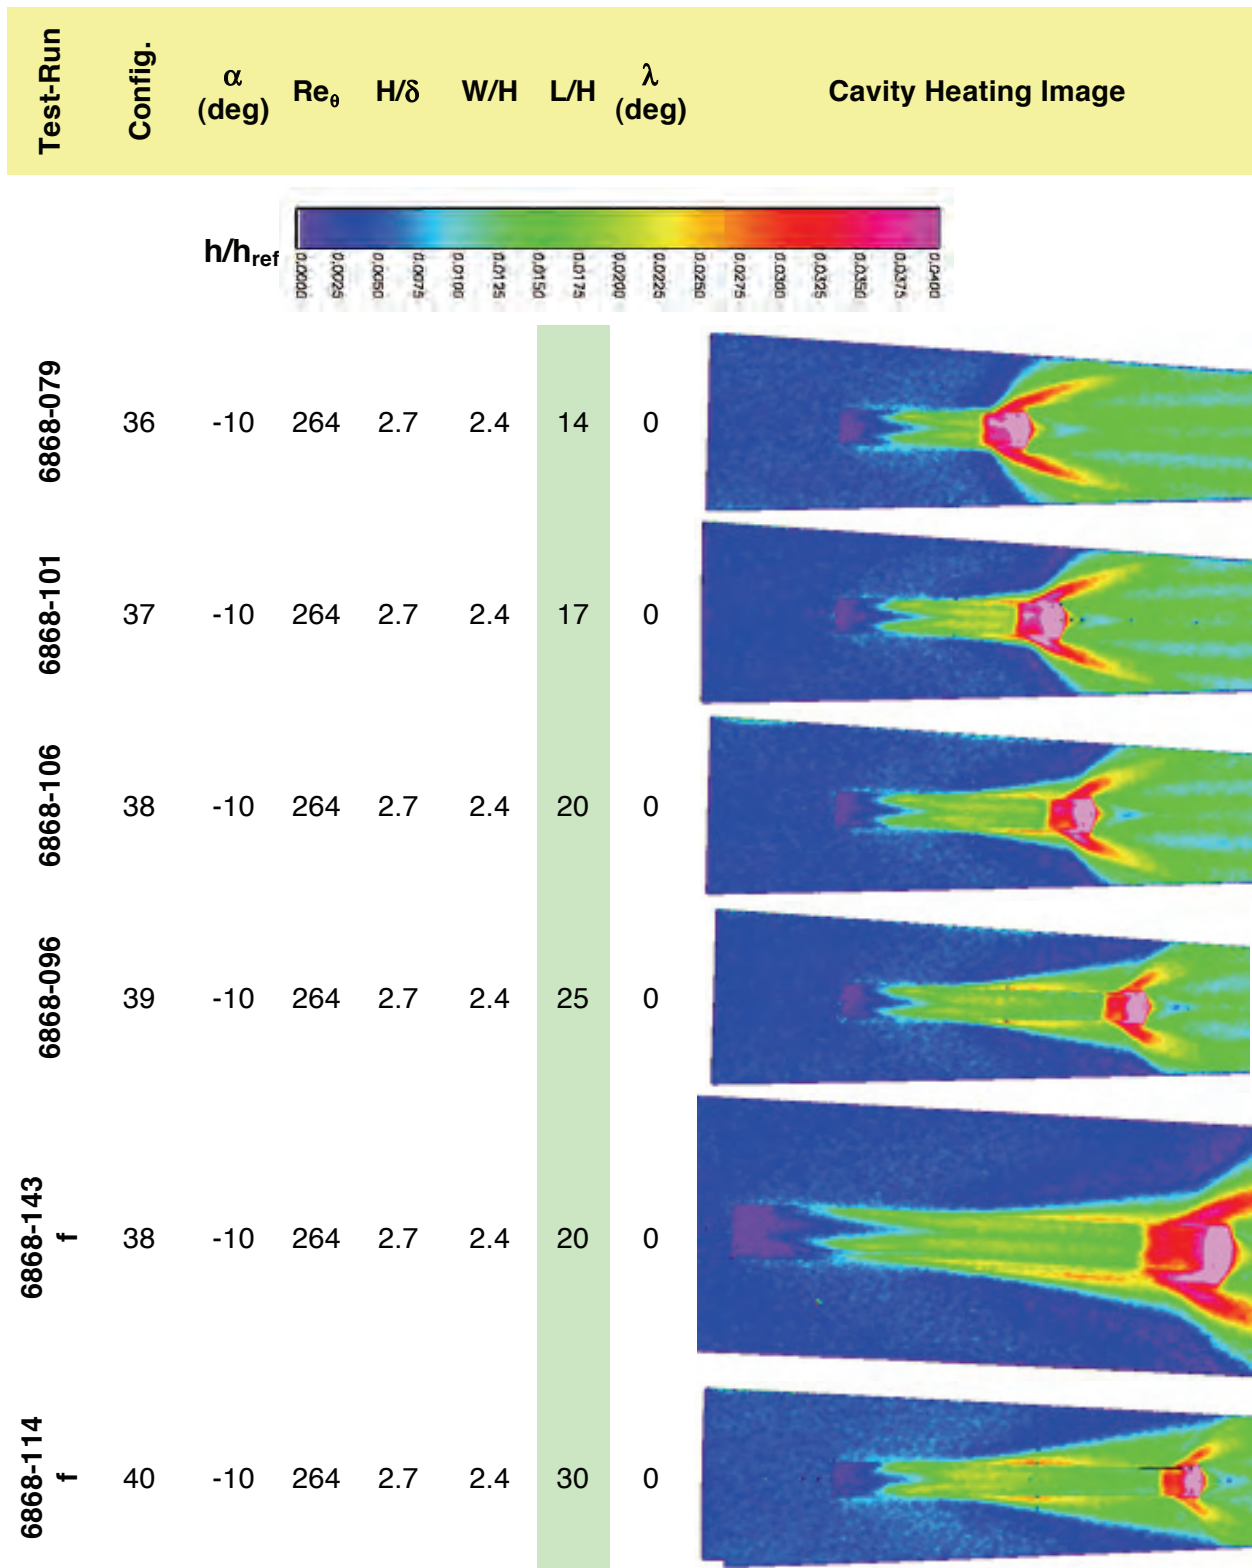 Test-Run Config. α (deg) Reθ H/δ W/H L/H λ (deg) Cavity Heating Image
h/href
0.0000 0.0025 0.0050 0.0075 0.0100 0.0125 0.0150 0.0175 0.0200 0.0225 0.0250 0.0275 0.0300 0.0325 0.0350 0.0375 0.0400
6868-079 36 -10 264 2.7 2.4 14 0
6868-101 37 -10 264 2.7 2.4 17 0
6868-106 38 -10 264 2.7 2.4 20 0
6868-096 39 -10 264 2.7 2.4 25 0
6868-143 f 38 -10 264 2.7 2.4 20 0
6868-114 f 40 -10 264 2.7 2.4 30 0